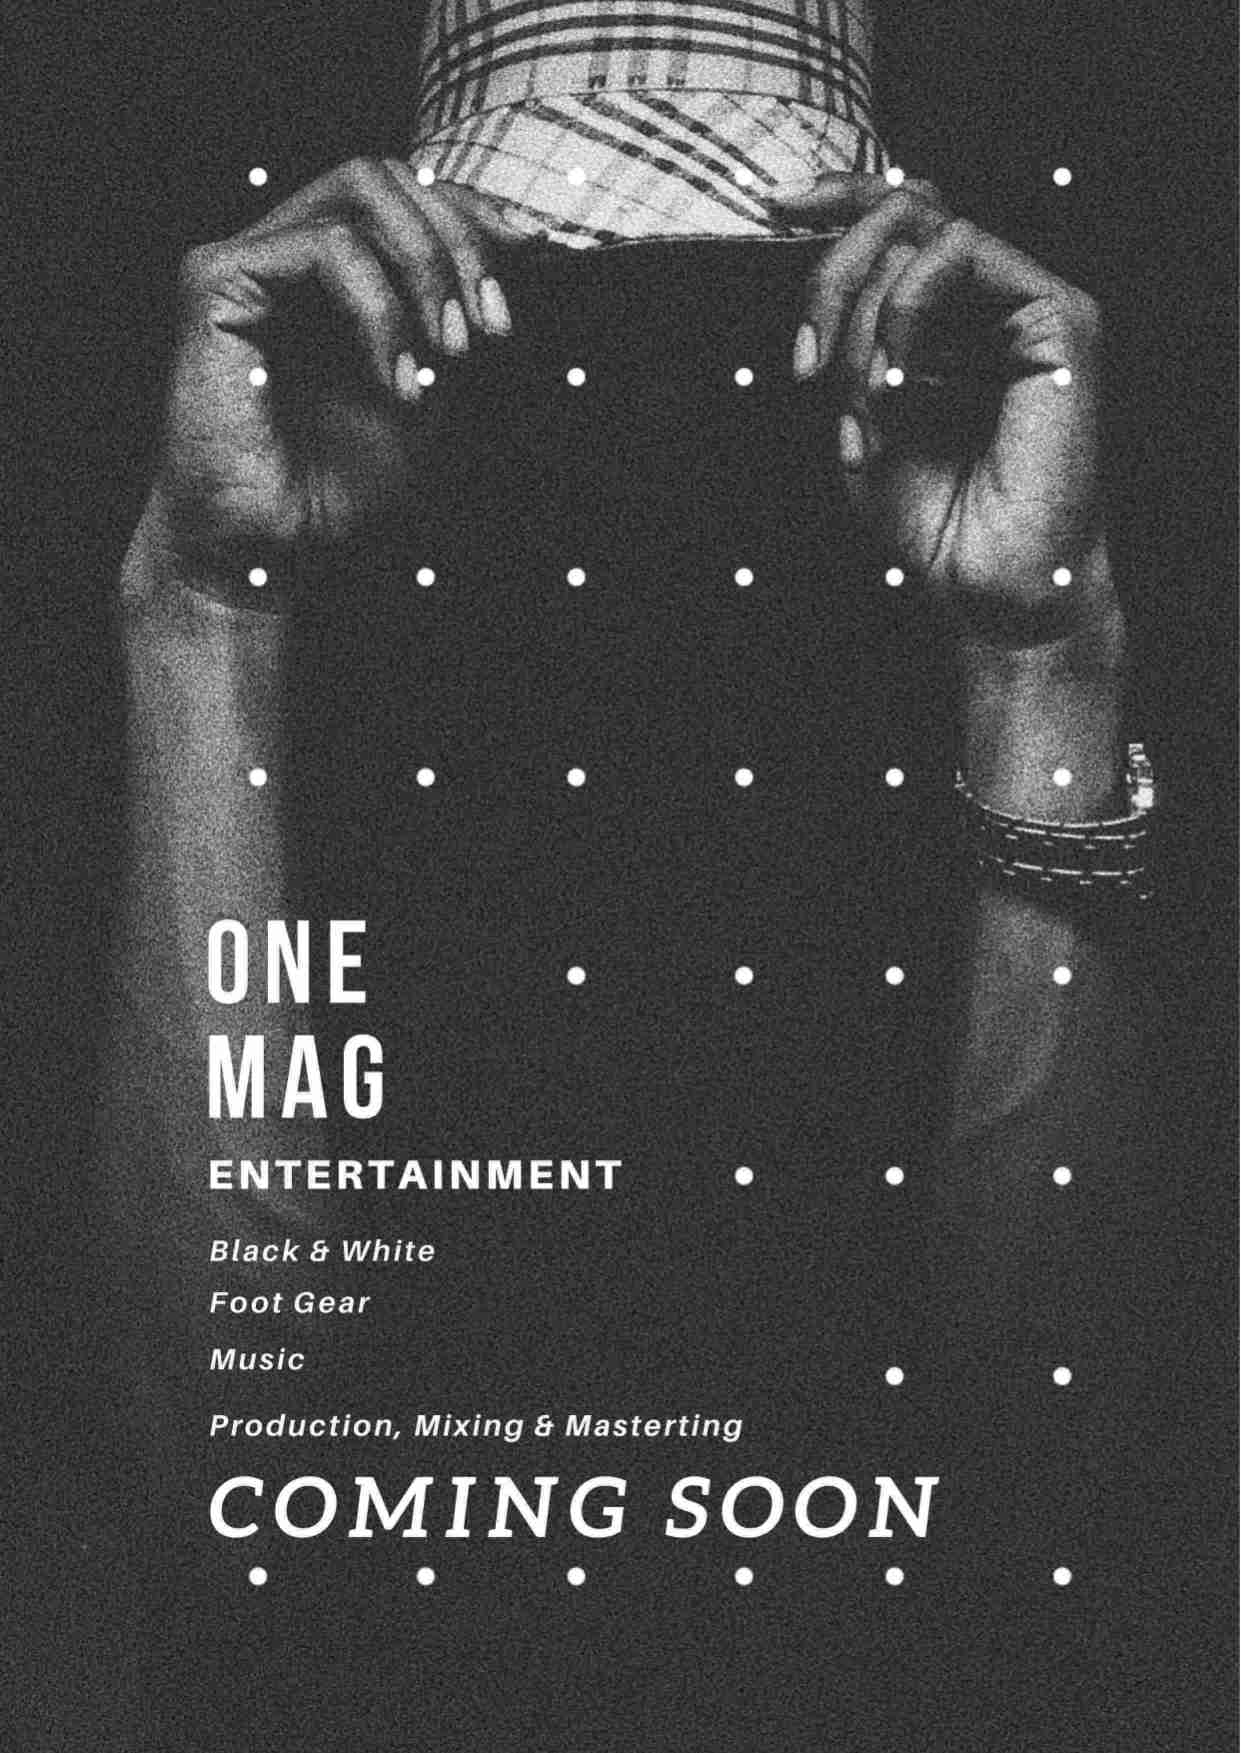 ONE
MAG
ENTERTAINMENT
Black & White
Foot Gear
Music
Production, Mixing & Masterting
COMING SOON